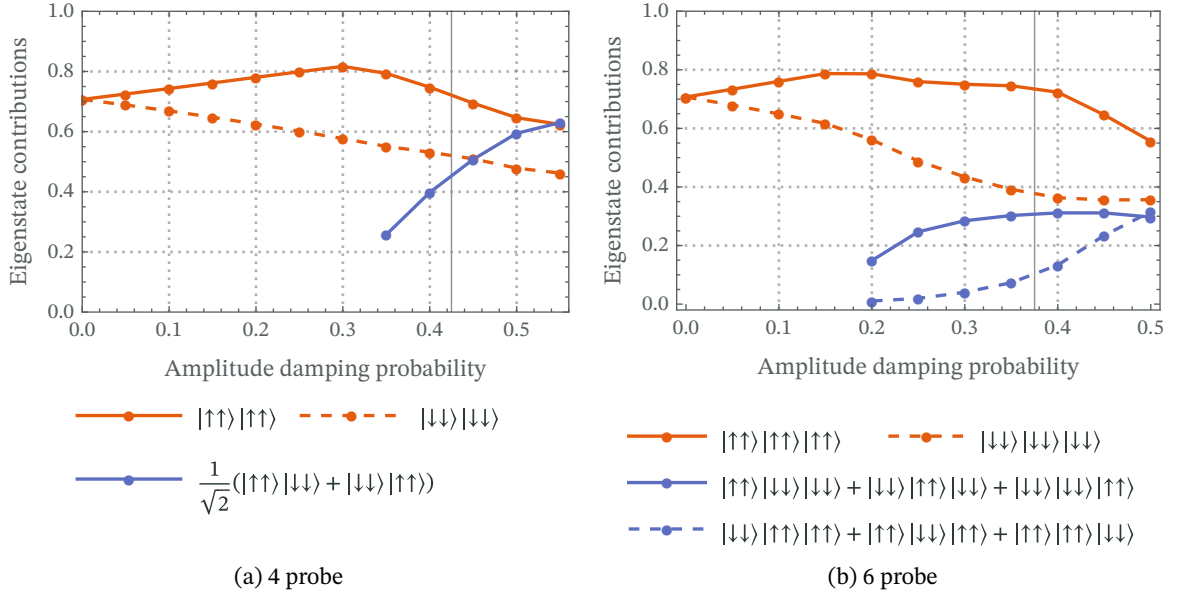 Eigenstate contributions
1.0
0.8
0.6
0.4
0.2
0.0
0.0 0.1 0.2 0.3 0.4 0.5
Amplitude damping probability
|↑↑⟩|↑↑⟩ |↓↓⟩|↓↓⟩
1/√2(|↑↑⟩|↓↓⟩ + |↓↓⟩|↑↑⟩)
(a) 4 probe
Eigenstate contributions
1.0
0.8
0.6
0.4
0.2
0.0
0.0 0.1 0.2 0.3 0.4 0.5
Amplitude damping probability
|↑↑⟩|↑↑⟩|↑↑⟩ |↓↓⟩|↓↓⟩|↓↓⟩
|↑↑⟩|↓↓⟩|↓↓⟩ + |↓↓⟩|↑↑⟩|↓↓⟩ + |↓↓⟩|↓↓⟩|↑↑⟩
|↓↓⟩|↑↑⟩|↑↑⟩ + |↑↑⟩|↓↓⟩|↑↑⟩ + |↑↑⟩|↑↑⟩|↓↓⟩
(b) 6 probe